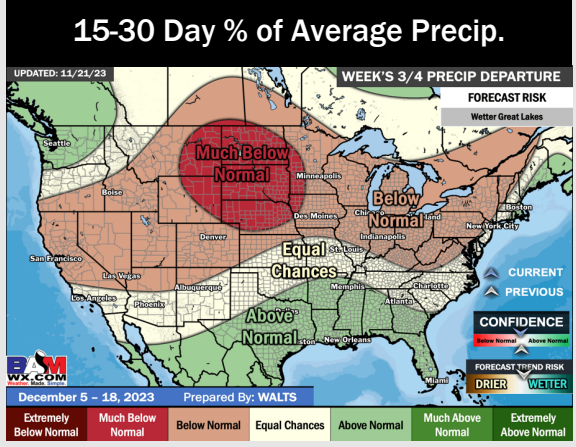 15-30 Day % of Average Precip.
UPDATED: 11/21/23
WEEK'S 3/4 PRECIP DEPARTURE
FORECAST RISK
Wetter Great Lakes
Seattle
Much Below
Normal
Minneapolis
Boise
Below
Normal
Boston
New York City
Des Moines
land
Indianapolis
Denver
Equal
Chances
St. Louis
San Francisco
Las Vegas
Albuquerque
Memphis
Charlotte
Los Angeles
Phoenix
Atlanta
Above
Normal
ston
New Orleans
Miami
CURRENT
PREVIOUS
CONFIDENCE
Below Normal
Above Normal
FORECAST TREND RISK
DRIER
WETTER
BAM
WX.COM
Weather. Made. Simple.
December 5 – 18, 2023
Prepared By: WALTS
Extremely
Below Normal
Much Below
Normal
Below Normal
Equal Chances
Above Normal
Much Above
Normal
Extremely
Above Normal